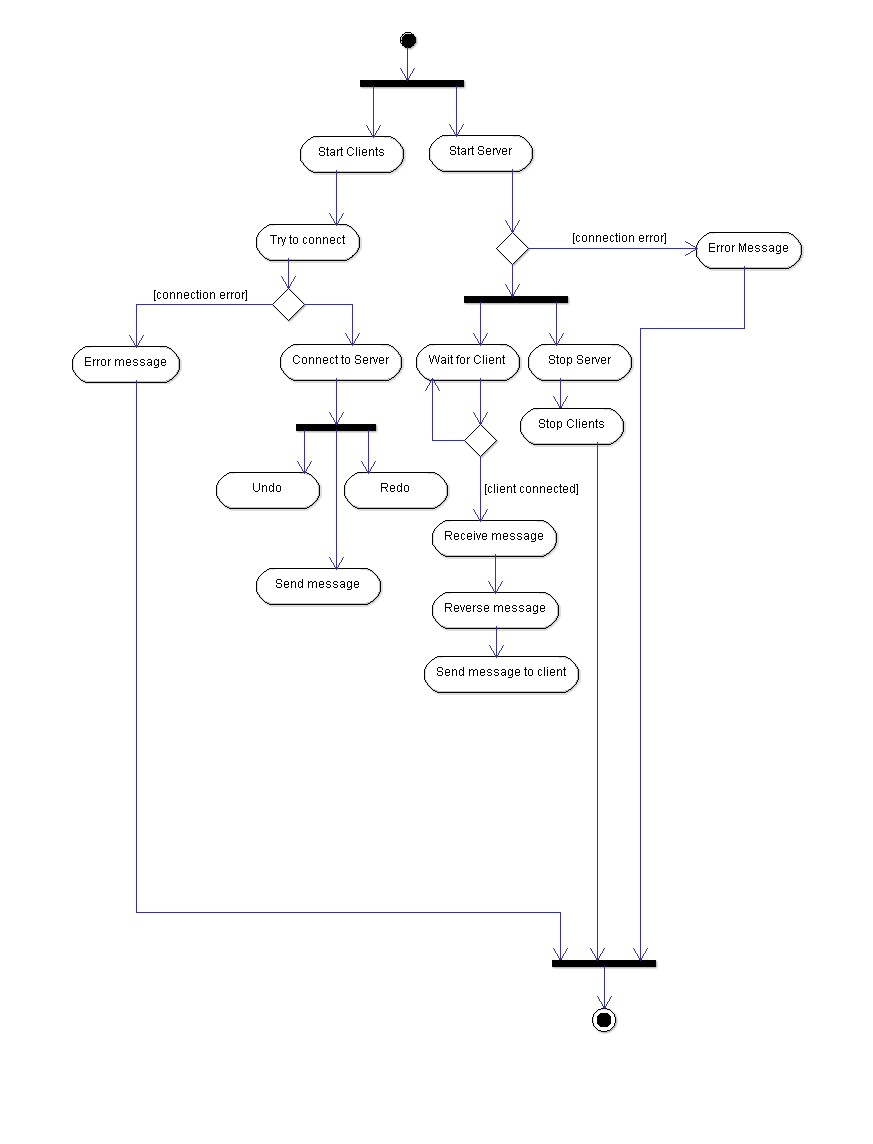 Start Clients
Start Server
Try to connect
[connection error]
Error Message
[connection error]
Error message
Connect to Server
Wait for Client
Stop Server
Stop Clients
Undo
Redo
[client connected]
Receive message
Send message
Reverse message
Send message to client